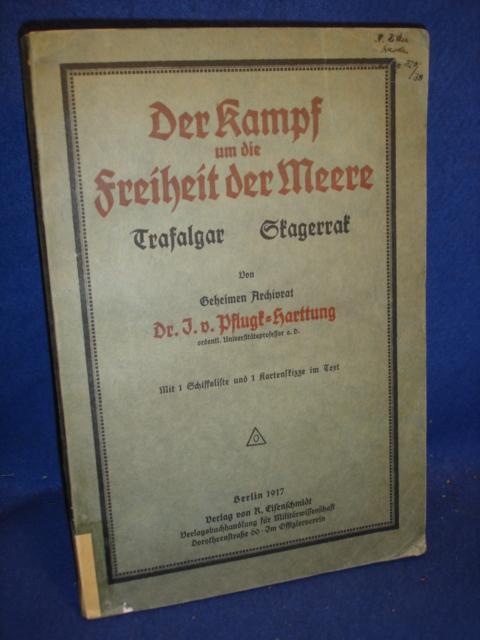 Der Kampf
um die
Freiheit der Meere
Trafalgar Skagerrak
Von
Geheimen Archivrat
Dr. J. v. Pflugk=Harttung
ordentl. Universitätsprofessor a. D.
Mit 1 Schiffsliste und 1 Kartenskizze im Text
Berlin 1917
Verlag von R. Eisenschmidt
Verlagsbuchhandlung für Militärwissenschaft
Dorotheenstraße 60 · Im Offizierverein